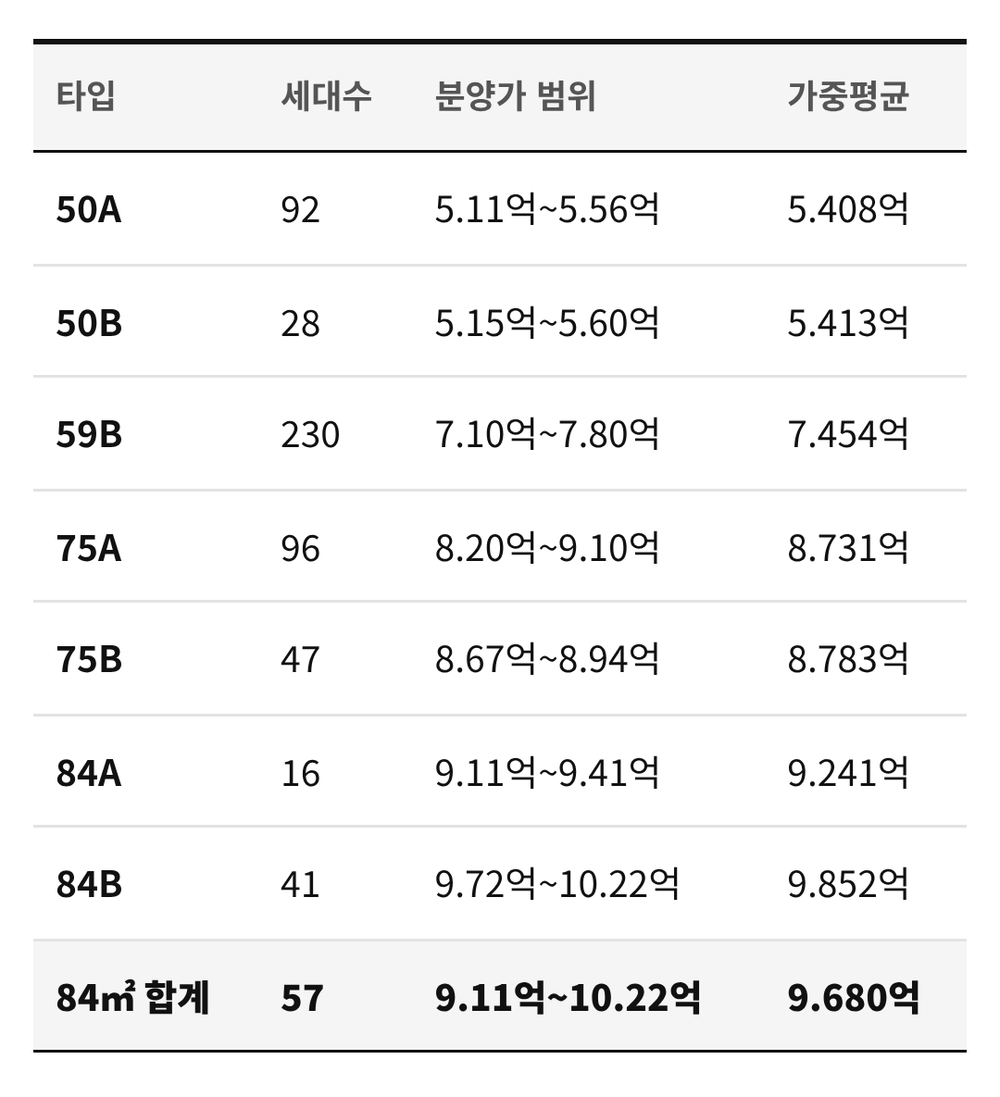 타입 세대수 분양가 범위 가중평균
50A 92 5.11억~5.56억 5.408억
50B 28 5.15억~5.60억 5.413억
59B 230 7.10억~7.80억 7.454억
75A 96 8.20억~9.10억 8.731억
75B 47 8.67억~8.94억 8.783억
84A 16 9.11억~9.41억 9.241억
84B 41 9.72억~10.22억 9.852억
84㎡ 합계 57 9.11억~10.22억 9.680억